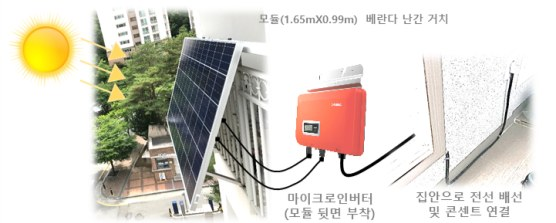 모듈(1.65mX0.99m) 베란다 난간 거치
마이크로인버터
(모듈 뒷면 부착)
집안으로 전선 배선
및 콘센트 연결